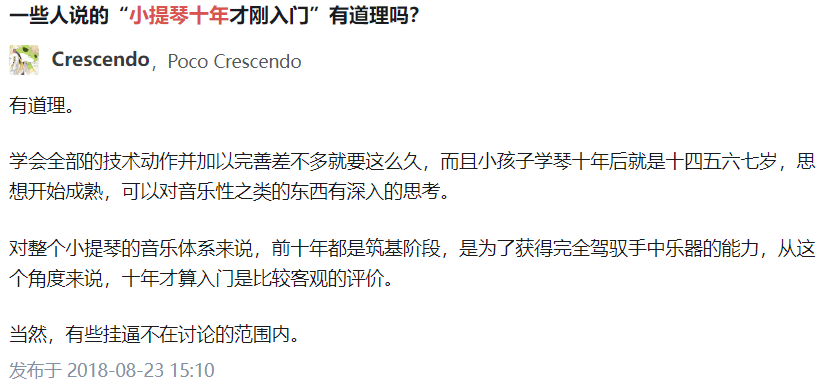 一些人说的“小提琴十年才刚入门”有道理吗？
Crescendo，Poco Crescendo
有道理。
学会全部的技术动作并加以完善差不多就要这么久，而且小孩子学琴十年后就是十四五六七岁，思
想开始成熟，可以对音乐性之类的东西有深入的思考。
对整个小提琴的音乐体系来说，前十年都是筑基阶段，是为了获得完全驾驭手中乐器的能力，从这
个角度来说，十年才算入门是比较客观的评价。
当然，有些挂逼不在讨论的范围内。
发布于 2018-08-23 15:10